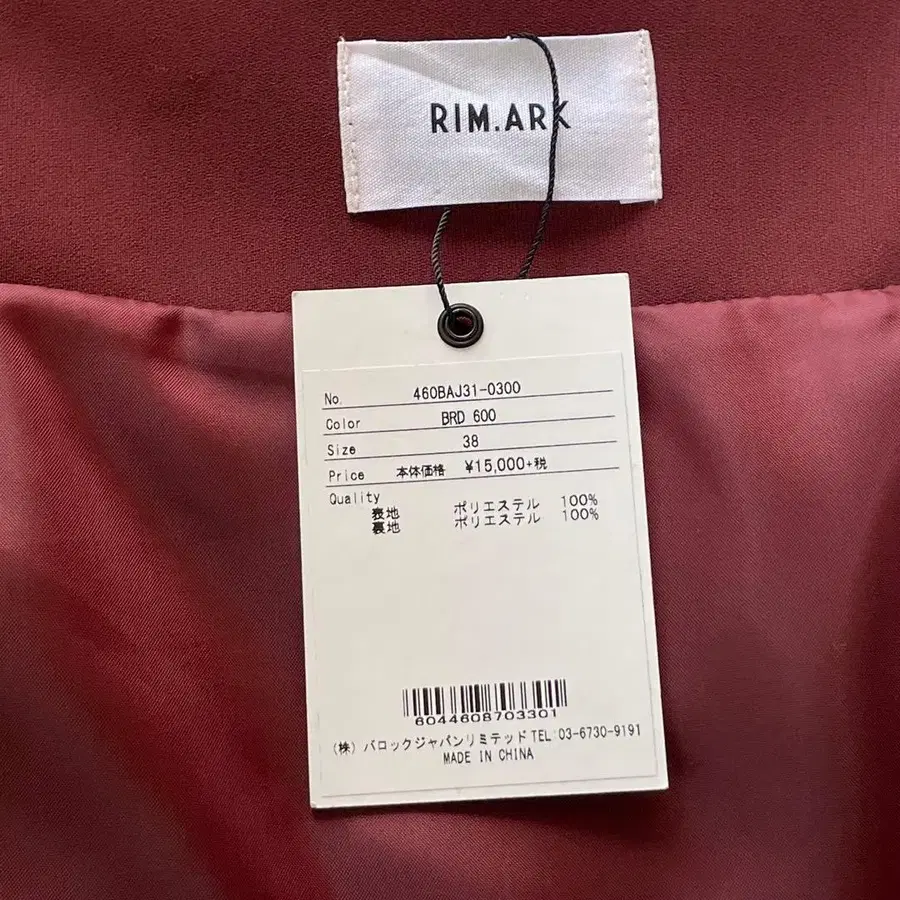 RIM.ARK
No. 460BAJ31-0300
Color BRD 600
Size 38
Price 本体価格 ¥15,000+税
Quality
表地 ポリエステル 100%
裏地 ポリエステル 100%
6044608703301
(株) バロックジャパンリミテッド TEL:03-6730-9191
MADE IN CHINA